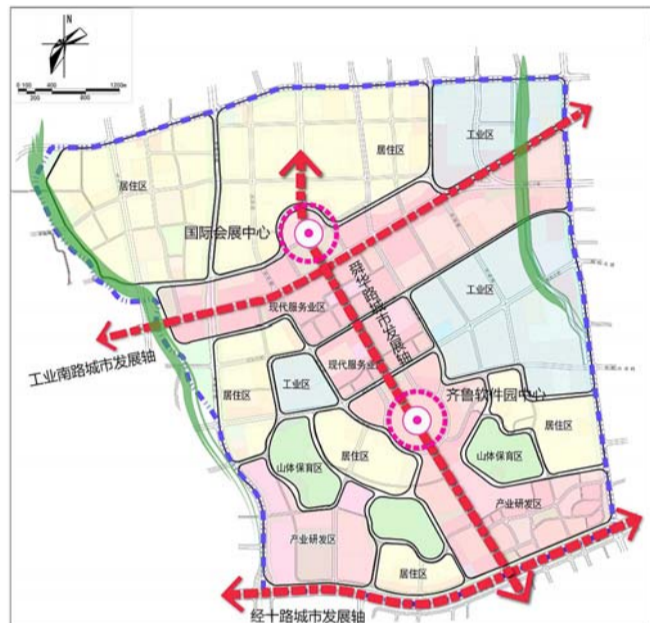 N
0 100 400 1200m
200 800
工业区
居住区
居住区
国际会展中心
舜华路城市发展轴
工业区
现代服务业区
工业南路城市发展轴
现代服务业
居住区
工业区
齐鲁软件园中心
居住区
居住区
山体保育区
山体保育区
产业研发区
产业研发区
居住区
经十路城市发展轴